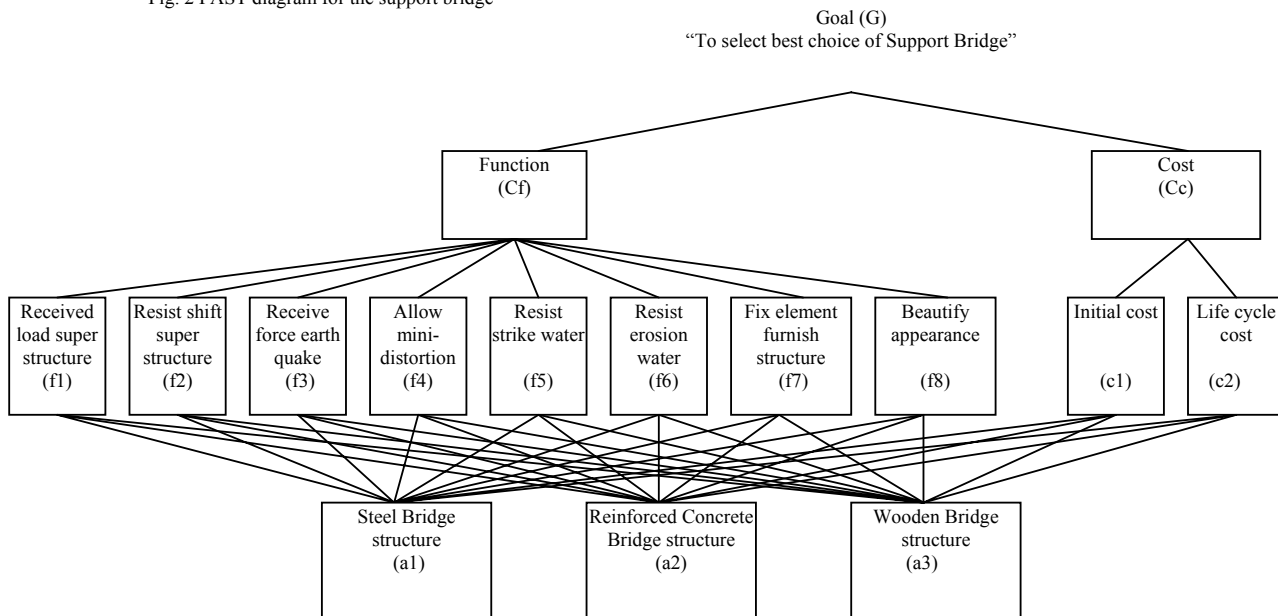 Fig. 2 FAST diagram for the support bridge
Goal (G)
“To select best choice of Support Bridge”
Function
(Cf)
Cost
(Cc)
Received
load super
structure
(f1)
Resist shift
super
structure
(f2)
Receive
force earth
quake
(f3)
Allow
mini-
distortion
(f4)
Resist
strike water
(f5)
Resist
erosion
water
(f6)
Fix element
furnish
structure
(f7)
Beautify
appearance
(f8)
Initial cost
(c1)
Life cycle
cost
(c2)
Steel Bridge
structure
(a1)
Reinforced Concrete
Bridge structure
(a2)
Wooden Bridge
structure
(a3)